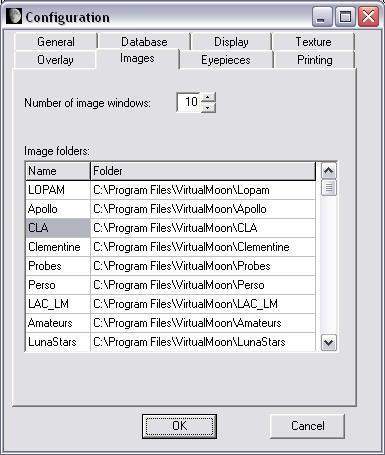 Configuration
General Database Display Texture
Overlay Images Eyepieces Printing
Number of image windows: 10
Image folders:
Name Folder
LOPAM C:\Program Files\VirtualMoon\Lopam
Apollo C:\Program Files\VirtualMoon\Apollo
CLA C:\Program Files\VirtualMoon\CLA
Clementine C:\Program Files\VirtualMoon\Clementine
Probes C:\Program Files\VirtualMoon\Probes
Perso C:\Program Files\VirtualMoon\Perso
LAC_LM C:\Program Files\VirtualMoon\LAC_LM
Amateurs C:\Program Files\VirtualMoon\Amateurs
LunaStars C:\Program Files\VirtualMoon\LunaStars
OK Cancel